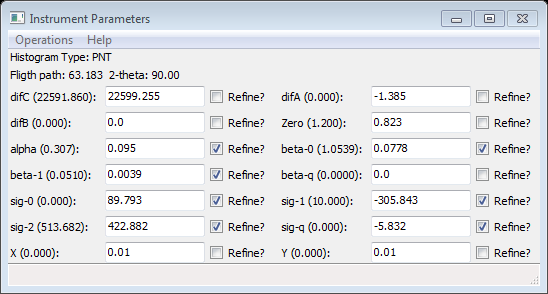 Instrument Parameters
Operations Help
Histogram Type: PNT
Fligth path: 63.183 2-theta: 90.00
difC (22591.860): 22599.255 Refine? difA (0.000): -1.385 Refine?
difB (0.000): 0.0 Refine? Zero (1.200): 0.823 Refine?
alpha (0.307): 0.095 Refine? beta-0 (1.0539): 0.0778 Refine?
beta-1 (0.0510): 0.0039 Refine? beta-q (0.0000): 0.0 Refine?
sig-0 (0.000): 89.793 Refine? sig-1 (10.000): -305.843 Refine?
sig-2 (513.682): 422.882 Refine? sig-q (0.000): -5.832 Refine?
X (0.000): 0.01 Refine? Y (0.000): 0.01 Refine?